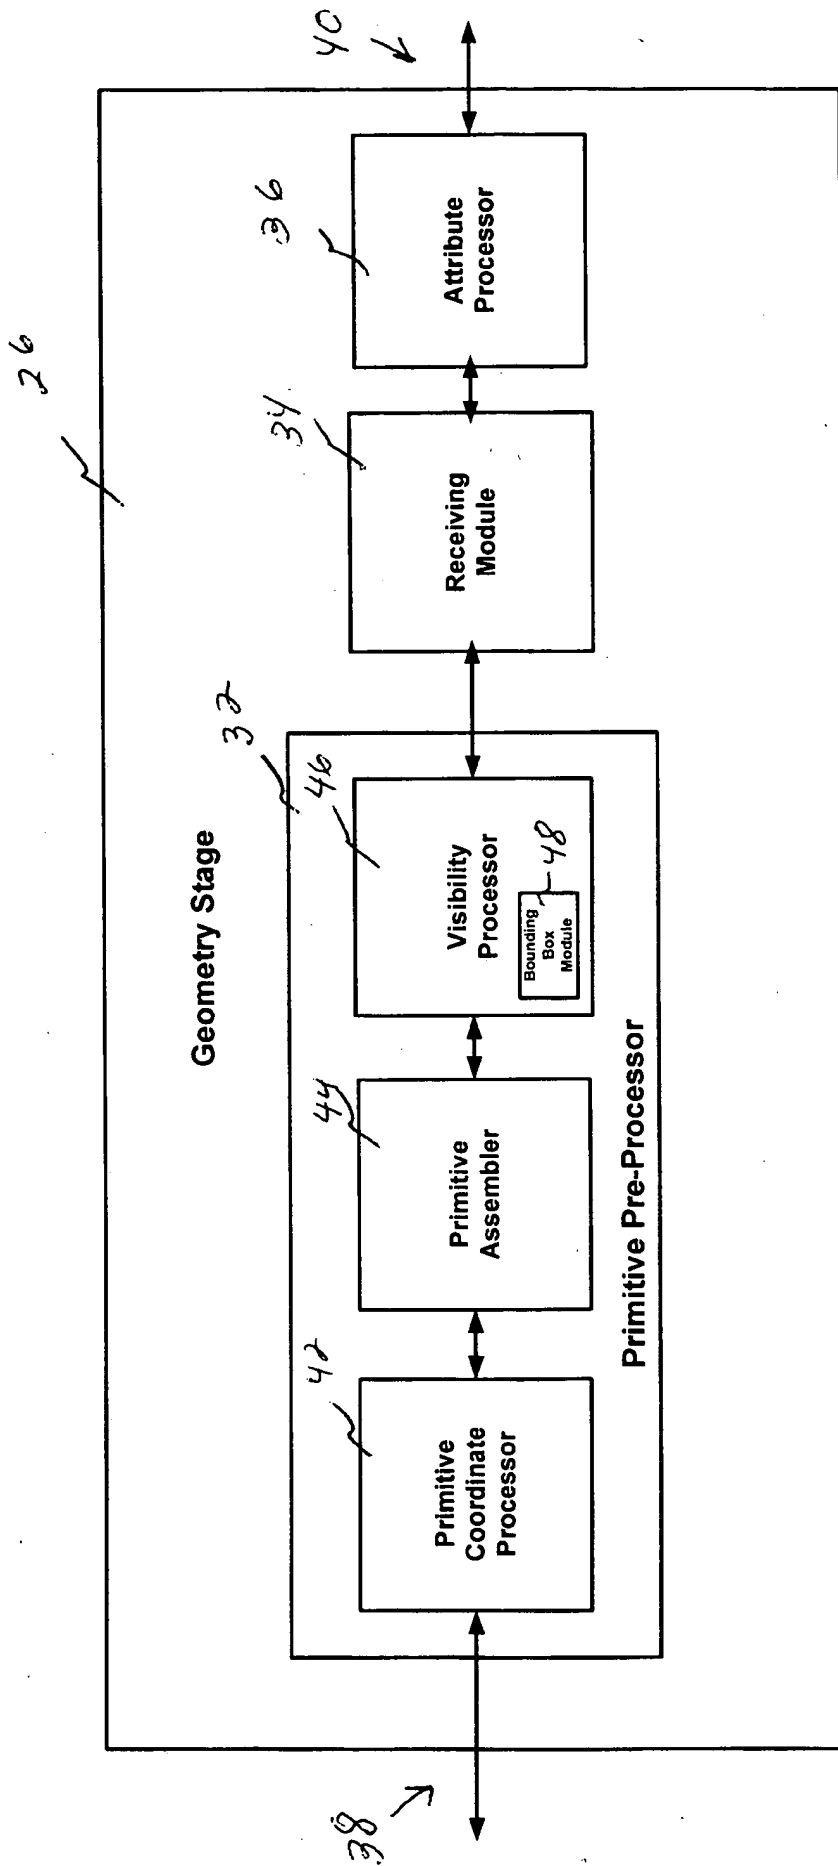 26
40
Geometry Stage
32
34
36
42
44
46
Primitive
Coordinate
Processor
Primitive
Assembler
Visibility
Processor
Bounding
Box
Module
48
Receiving
Module
Attribute
Processor
38
Primitive Pre-Processor